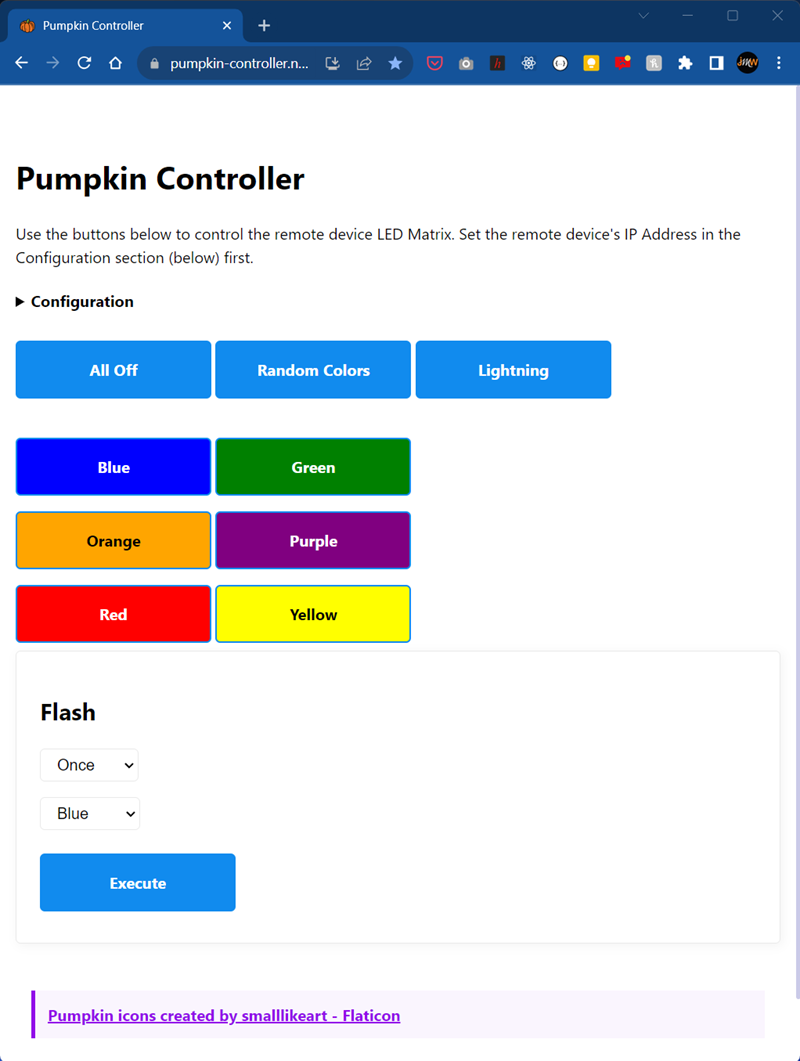 Pumpkin Controller
pumpkin-controller.n...
Pumpkin Controller
Use the buttons below to control the remote device LED Matrix. Set the remote device's IP Address in the
Configuration section (below) first.
Configuration
All Off
Random Colors
Lightning
Blue
Green
Orange
Purple
Red
Yellow
Flash
Once
Blue
Execute
Pumpkin icons created by smalllikeart - Flaticon